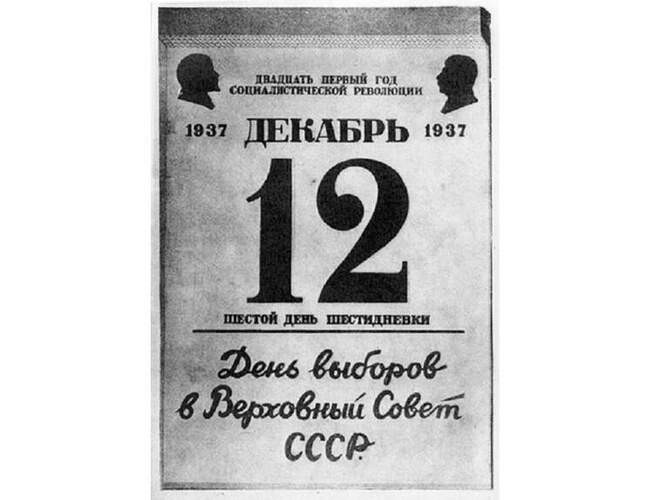 ДВАДЦАТЬ ПЕРВЫЙ ГОД
СОЦИАЛИСТИЧЕСКОЙ РЕВОЛЮЦИИ
1937 ДЕКАБРЬ 1937
12
ШЕСТОЙ ДЕНЬ ШЕСТИДНЕВКИ
День выборов
в Верховный Совет
СССР.